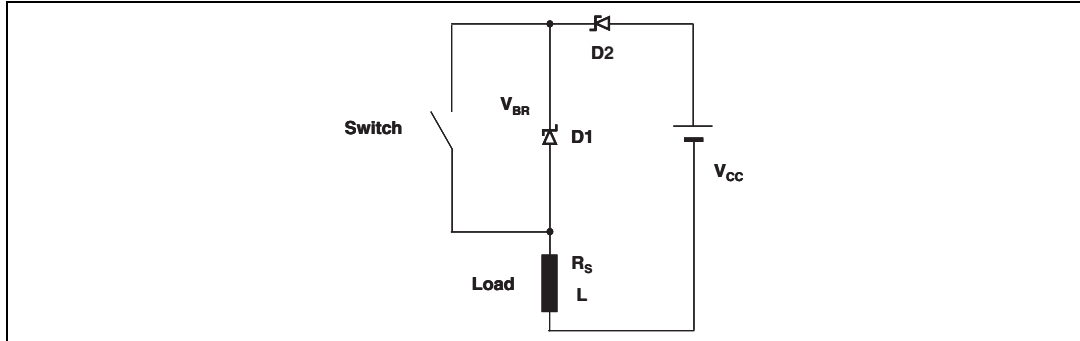 D2
V_BR
D1
Switch
V_CC
R_S
Load
L